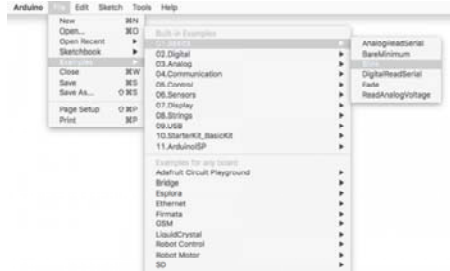 Arduino File Edit Sketch Tools Help
New ⌘N
Open... ⌘O
Open Recent
Sketchbook
Examples
Close ⌘W
Save ⌘S
Save As... ⇧⌘S
Page Setup ⇧⌘P
Print ⌘P
Built-in Examples
01.Basics
02.Digital
03.Analog
04.Communication
05.Control
06.Sensors
07.Display
08.Strings
09.USB
10.StarterKit_BasicKit
11.ArduinoISP
Examples for any board
Adafruit Circuit Playground
Bridge
Esplora
Ethernet
Firmata
GSM
LiquidCrystal
Robot Control
Robot Motor
SD
AnalogReadSerial
BareMinimum
Blink
DigitalReadSerial
Fade
ReadAnalogVoltage